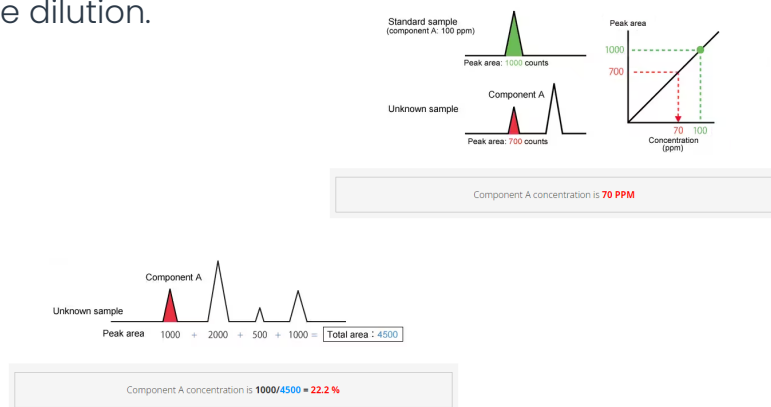 e dilution.
Standard sample
(component A: 100 ppm)
Peak area: 1000 counts
Unknown sample
Component A
Peak area: 700 counts
Peak area
1000
700
70 100
Concentration
(ppm)
Component A concentration is 70 PPM
Component A
Unknown sample
Peak area 1000 + 2000 + 500 + 1000 = Total area : 4500
Component A concentration is 1000/4500 = 22.2 %